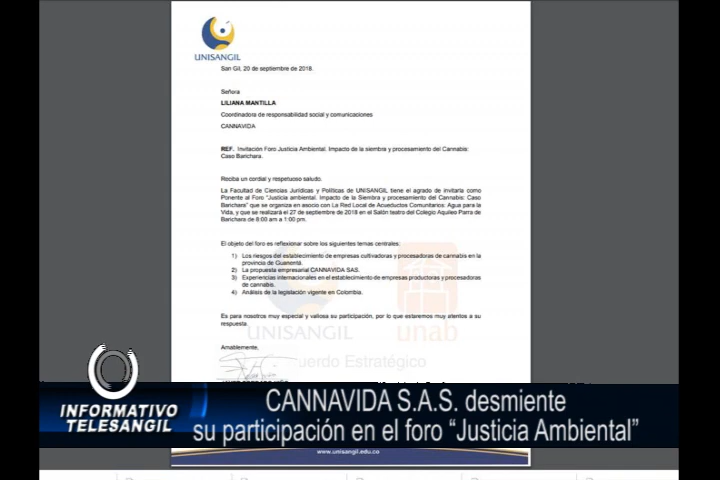 UNISANGIL
San Gil, 20 de septiembre de 2018.
Señora
LILIANA MANTILLA
Coordinadora de responsabilidad social y comunicaciones
CANNAVIDA
REF. Invitación Foro Justicia Ambiental. Impacto de la siembra y procesamiento del Cannabis:
Caso Barichara.
Reciba un cordial y respetuoso saludo.
La Facultad de Ciencias Jurídicas y Políticas de UNISANGIL tiene el agrado de invitarla como
Ponente al Foro "Justicia ambiental. Impacto de la Siembra y Procesamiento del Cannabis: Caso
Barichara" que se organiza en asocio con La Red Local de Acueductos Comunitarios: Agua para la
Vida, y que se realizará el 27 de septiembre de 2018 en el Salón teatro del Colegio Aquileo Parra de
Barichara de 8:00 am a 1:00 pm.
El objeto del foro es reflexionar sobre los siguientes temas centrales:
1) Los riesgos del establecimiento de empresas cultivadoras y procesadoras de cannabis en la
provincia de Guanentá.
2) La propuesta empresarial CANNAVIDA SAS.
3) Experiencias internacionales en el establecimiento de empresas productoras y procesadoras
de cannabis.
4) Análisis de la legislación vigente en Colombia.
Es para nosotros muy especial y valiosa su participación, por lo que estaremos muy atentos a su
respuesta.
UNISANGIL unab
Amablemente,
uerdo Estratégico
INFORMATIVO
TELESANGIL
CANNAVIDA S.A.S. desmiente
su participación en el foro “Justicia Ambiental”
www.unisangil.edu.co